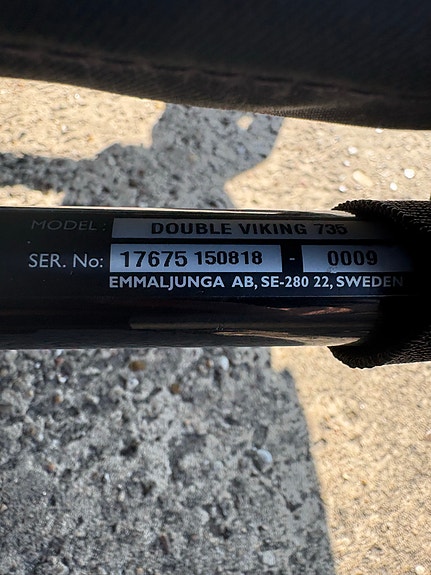 MODEL : DOUBLE VIKING 735
SER. No: 17675 150818 - 0009
EMMALJUNGA AB, SE-280 22, SWEDEN